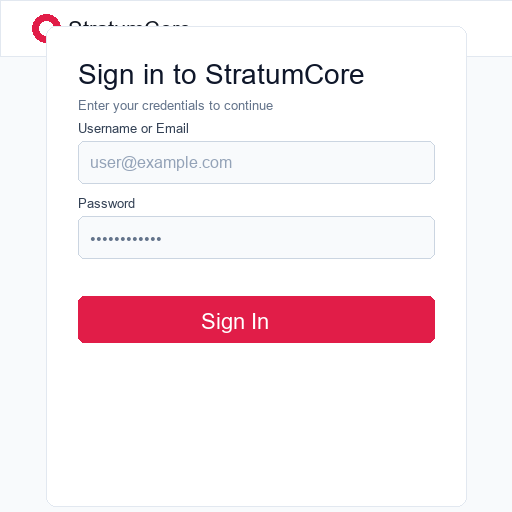 StratumCore
Sign in to StratumCore
Enter your credentials to continue
Username or Email
user@example.com
Password
••••••••••••
Sign In